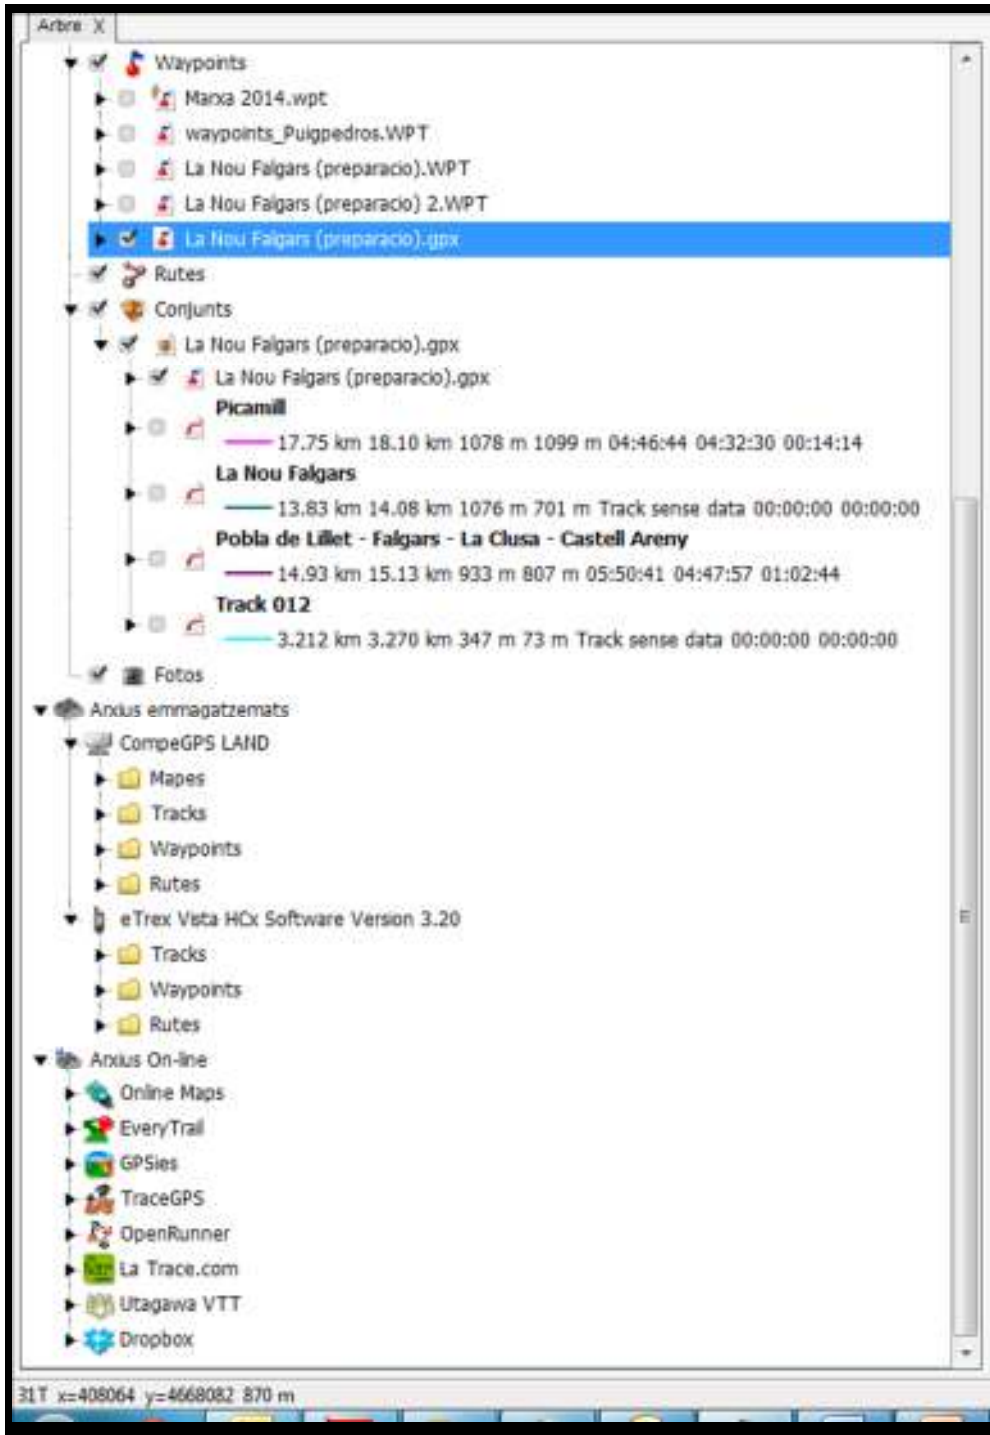 Arbre X
Waypoints
Marxa 2014.wpt
waypoints_Puigpedros.WPT
La Nou Falgars (preparacio).WPT
La Nou Falgars (preparacio) 2.WPT
La Nou Falgars (preparacio).gpx
Rutes
Conjunts
La Nou Falgars (preparacio).gpx
La Nou Falgars (preparacio).gpx
Picamill
17.75 km 18.10 km 1078 m 1099 m 04:46:44 04:32:30 00:14:14
La Nou Falgars
13.83 km 14.08 km 1076 m 701 m Track sense data 00:00:00 00:00:00
Pobla de Lillet - Falgars - La Clusa - Castell Areny
14.93 km 15.13 km 933 m 807 m 05:50:41 04:47:57 01:02:44
Track 012
3.212 km 3.270 km 347 m 73 m Track sense data 00:00:00 00:00:00
Fotos
Arxius emmagatzemats
CompeGPS LAND
Mapes
Tracks
Waypoints
Rutes
eTrex Vista HCx Software Version 3.20
Tracks
Waypoints
Rutes
Arxius On-line
Online Maps
EveryTrail
GPSies
TraceGPS
OpenRunner
La Trace.com
Utagawa VTT
Dropbox
31T x=408064 y=4668082 870 m